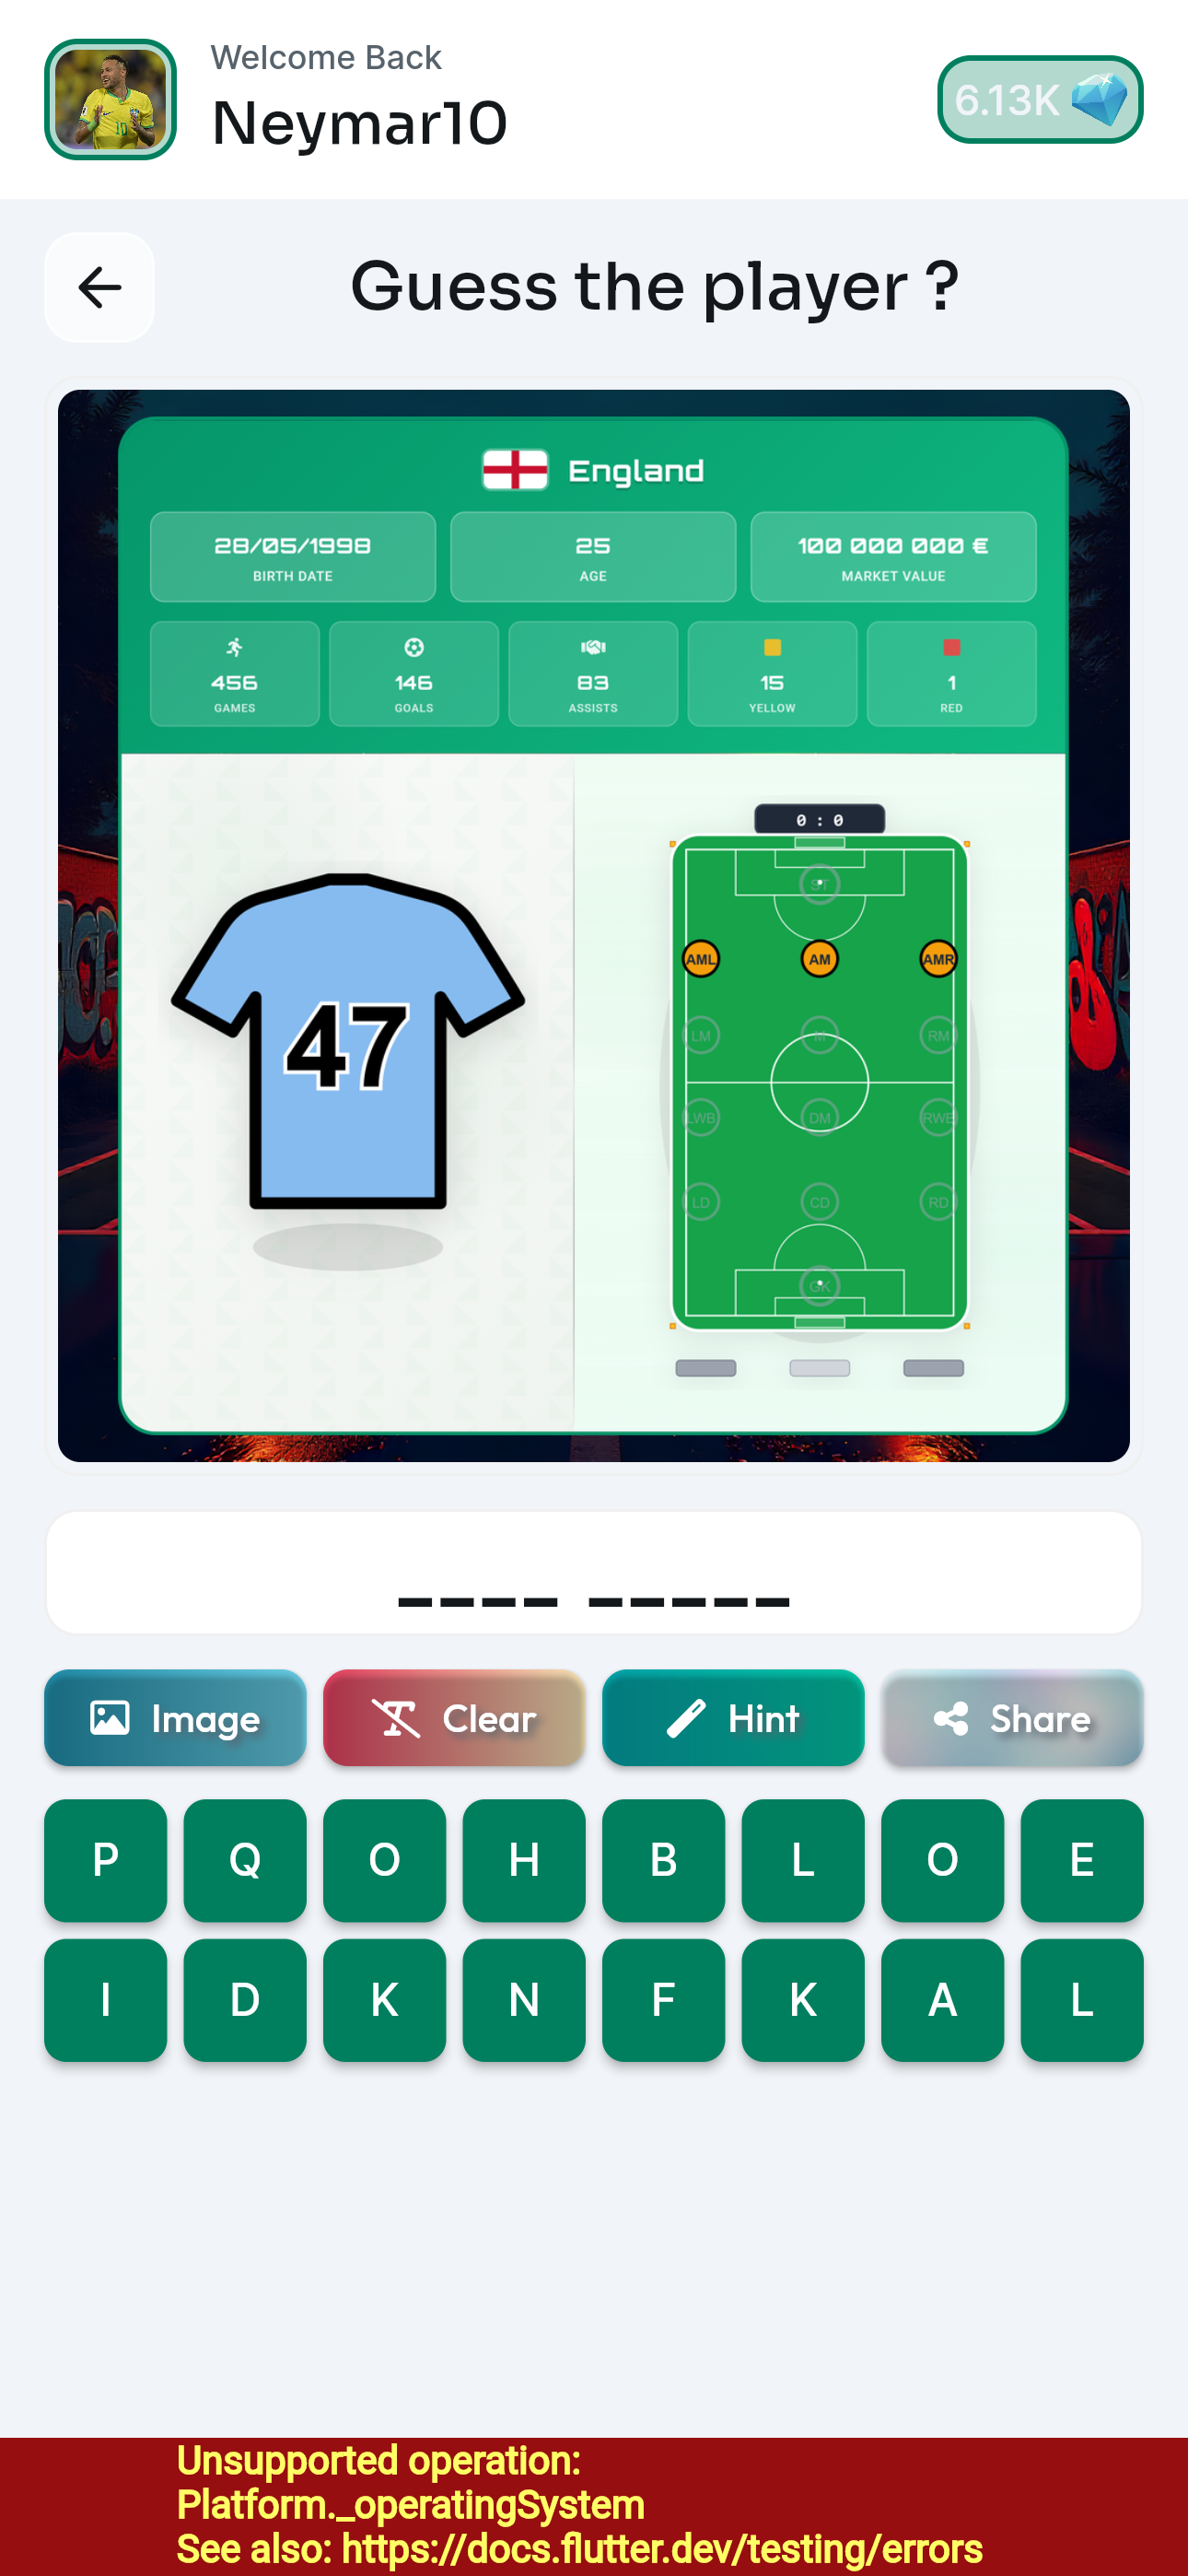 Welcome Back
Neymar10
6.13K
Guess the player ?
England
28/05/1998
BIRTH DATE
25
AGE
100 000 000 €
MARKET VALUE
456
GAMES
146
GOALS
83
ASSISTS
15
YELLOW
1
RED
47
0 : 0
ST
AML AM AMR
LM M RM
LWB DM RWB
LD CD RD
GK
Image Clear Hint Share
P Q O H B L O E
I D K N F K A L
Unsupported operation:
Platform._operatingSystem
See also: https://docs.flutter.dev/testing/errors